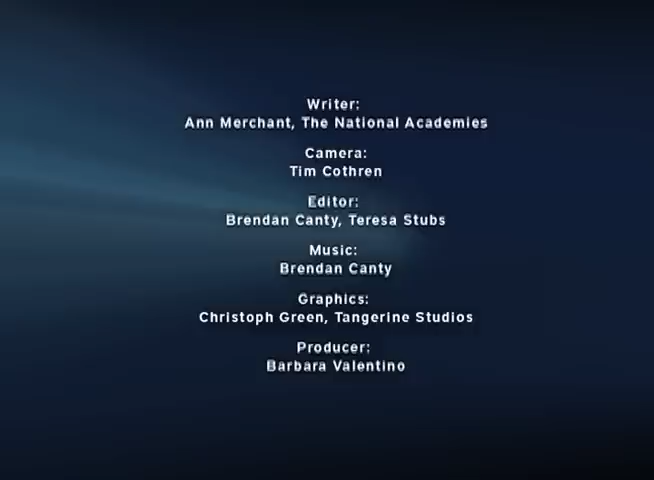 Writer:
Ann Merchant, The National Academies
Camera:
Tim Cothren
Editor:
Brendan Canty, Teresa Stubs
Music:
Brendan Canty
Graphics:
Christoph Green, Tangerine Studios
Producer:
Barbara Valentino